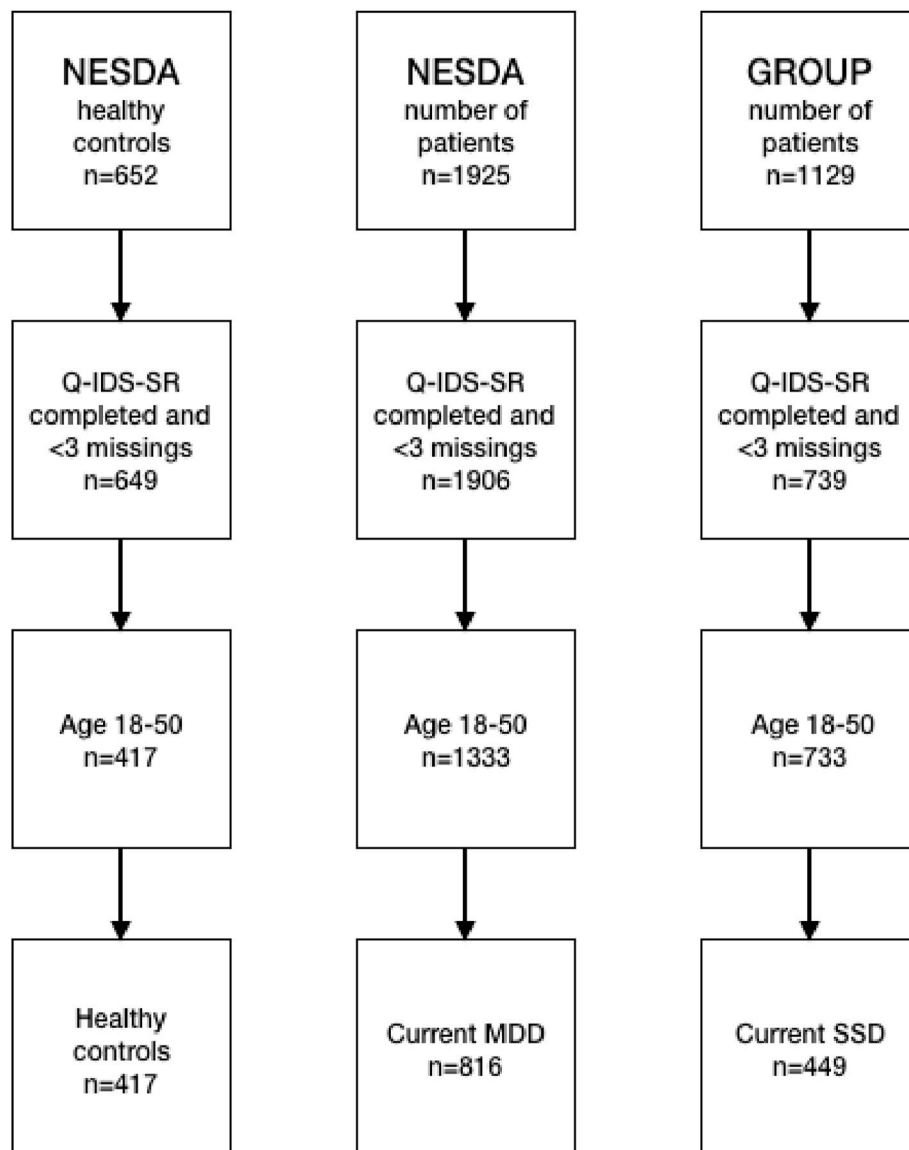 NESDA
healthy
controls
n=652
NESDA
number of
patients
n=1925
GROUP
number of
patients
n=1129
Q-IDS-SR
completed and
<3 missings
n=649
Q-IDS-SR
completed and
<3 missings
n=1906
Q-IDS-SR
completed and
<3 missings
n=739
Age 18-50
n=417
Age 18-50
n=1333
Age 18-50
n=733
Healthy
controls
n=417
Current MDD
n=816
Current SSD
n=449